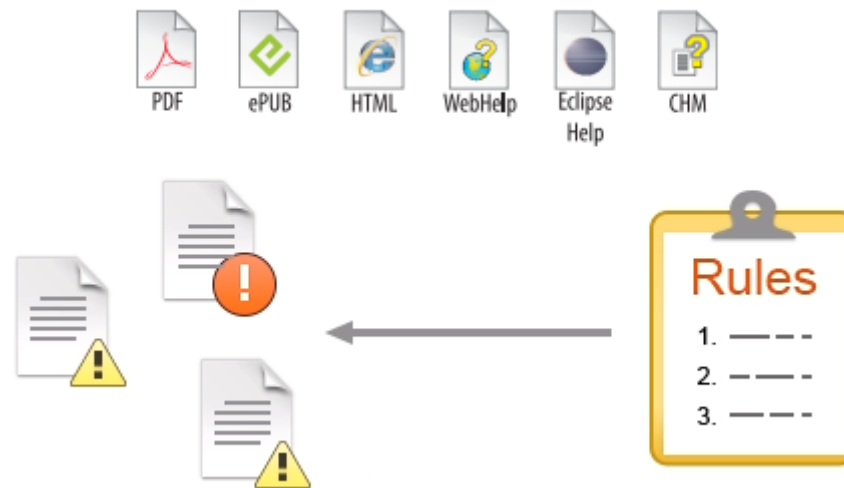 PDF
ePUB
HTML
WebHelp
Eclipse
Help
CHM
Rules
1.
2.
3.